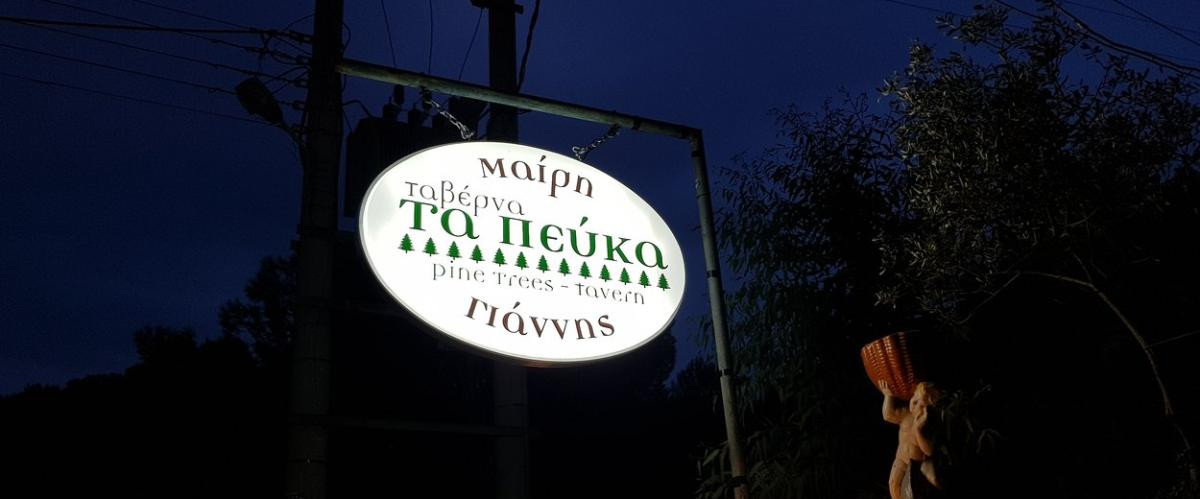 Μαίρη
ταβέρνα
Τα Πεύκα
pine trees - tavern
Γιάννης